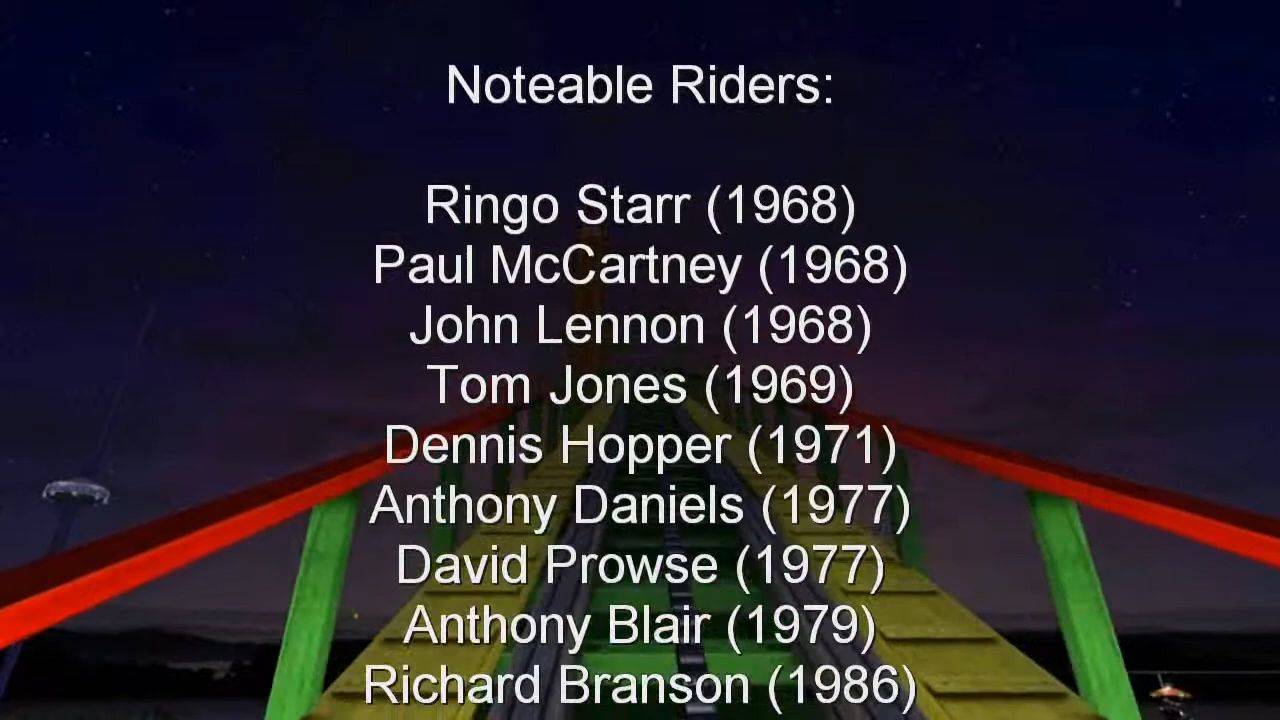 Noteable Riders:
Ringo Starr (1968)
Paul McCartney (1968)
John Lennon (1968)
Tom Jones (1969)
Dennis Hopper (1971)
Anthony Daniels (1977)
David Prowse (1977)
Anthony Blair (1979)
Richard Branson (1986)